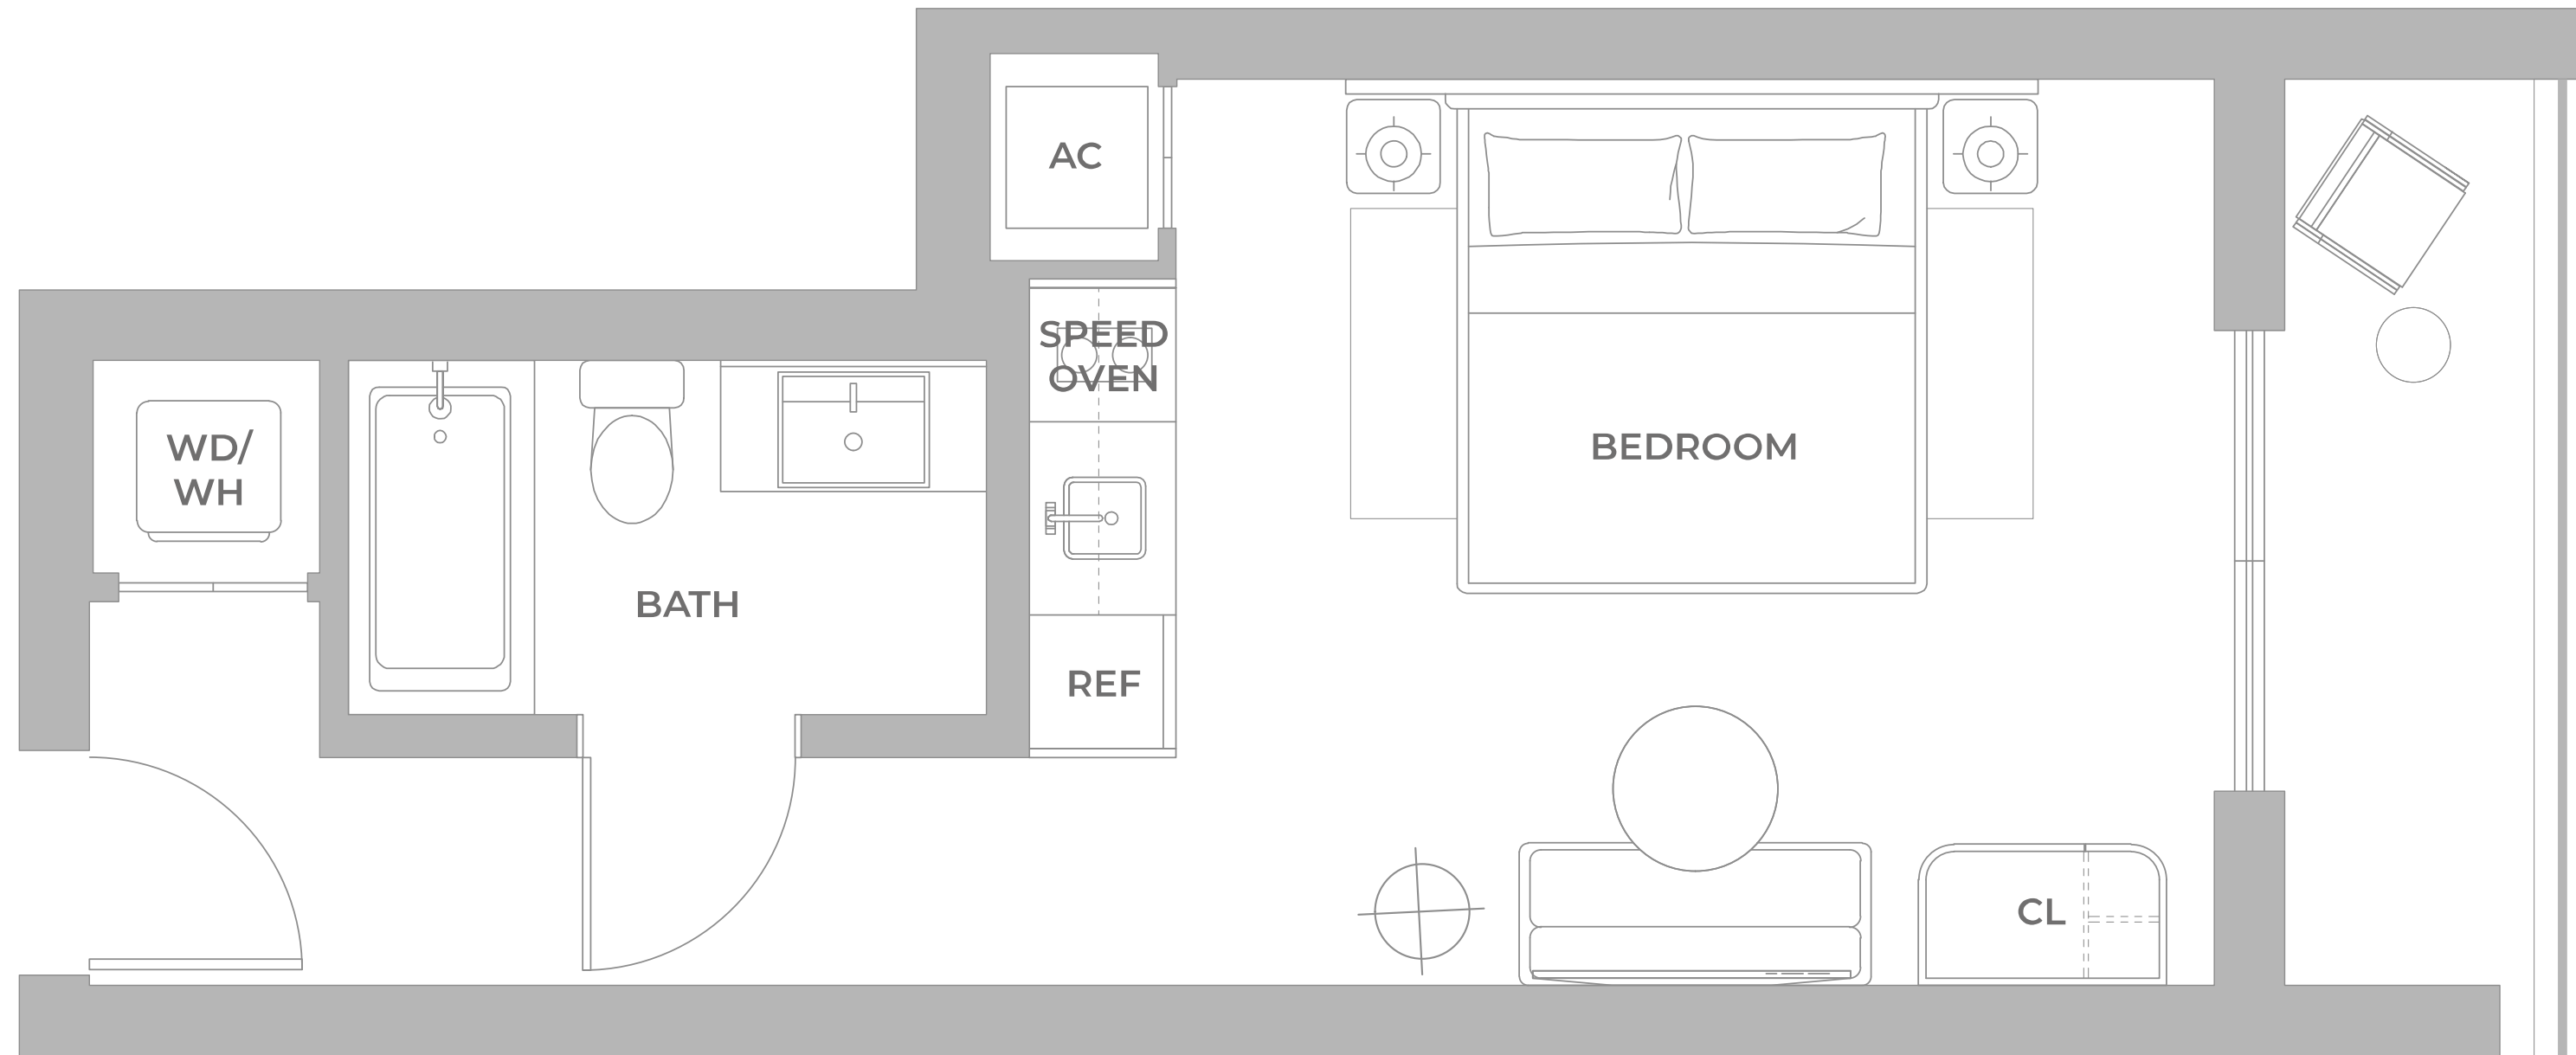 AC
SPEED
OVEN
BEDROOM
WD/
WH
BATH
REF
CL